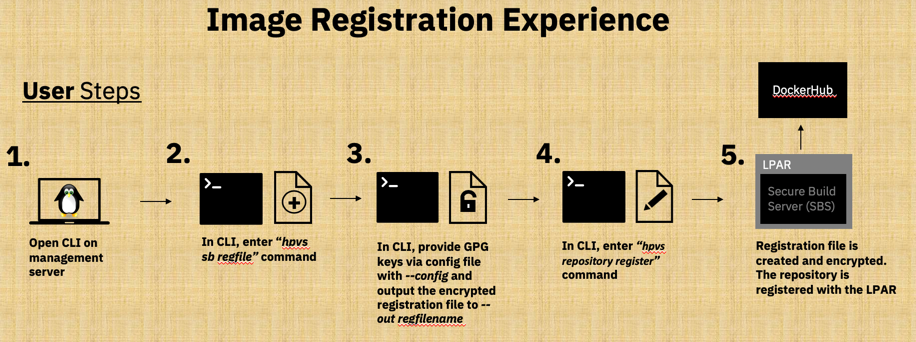 Image Registration Experience
User Steps
1.
Open CLI on
management
server
2.
In CLI, enter “hpvs
sb regfile” command
3.
In CLI, provide GPG
keys via config file
with --config and
output the encrypted
registration file to --
out regfilename
4.
In CLI, enter “hpvs
repository register”
command
5.
DockerHub
LPAR
Secure Build
Server (SBS)
Registration file is
created and encrypted.
The repository is
registered with the LPAR